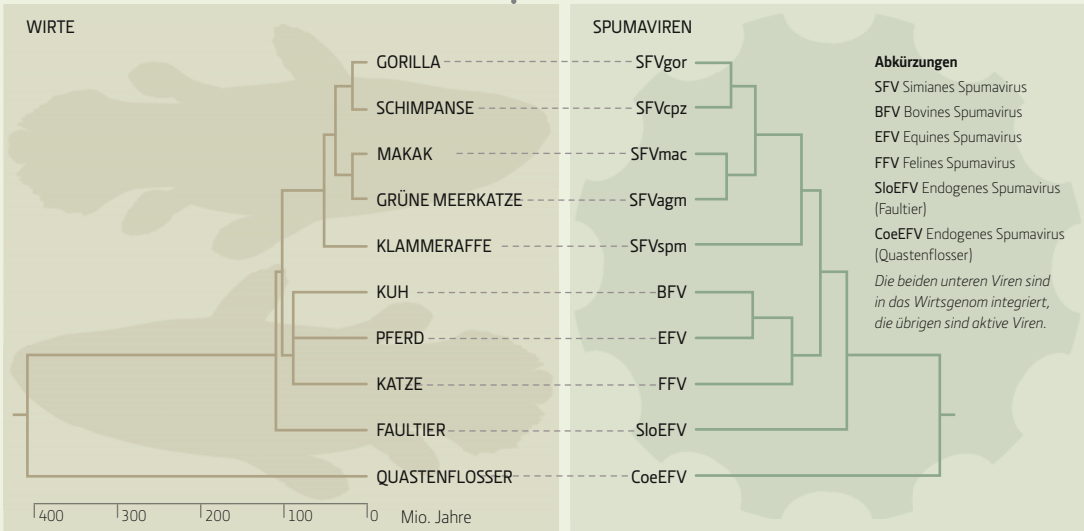 WIRTE
GORILLA
SCHIMPANSE
MAKAK
GRÜNE MEERKATZE
KLAMMERAFFE
KUH
PFERD
KATZE
FAULTIER
QUASTENFLOSSER
400 300 200 100 0 Mio. Jahre
SPUMAVIREN
SFVgor
SFVcpz
SFVmac
SFVagm
SFVspm
BFV
EFV
FFV
SloEFV
CoeEFV
Abkürzungen
SFV Simianes Spumavirus
BFV Bovines Spumavirus
EFV Equines Spumavirus
FFV Felines Spumavirus
SloEFV Endogenes Spumavirus
(Faultier)
CoeEFV Endogenes Spumavirus
(Quastenflosser)
Die beiden unteren Viren sind
in das Wirtsgenom integriert,
die übrigen sind aktive Viren.